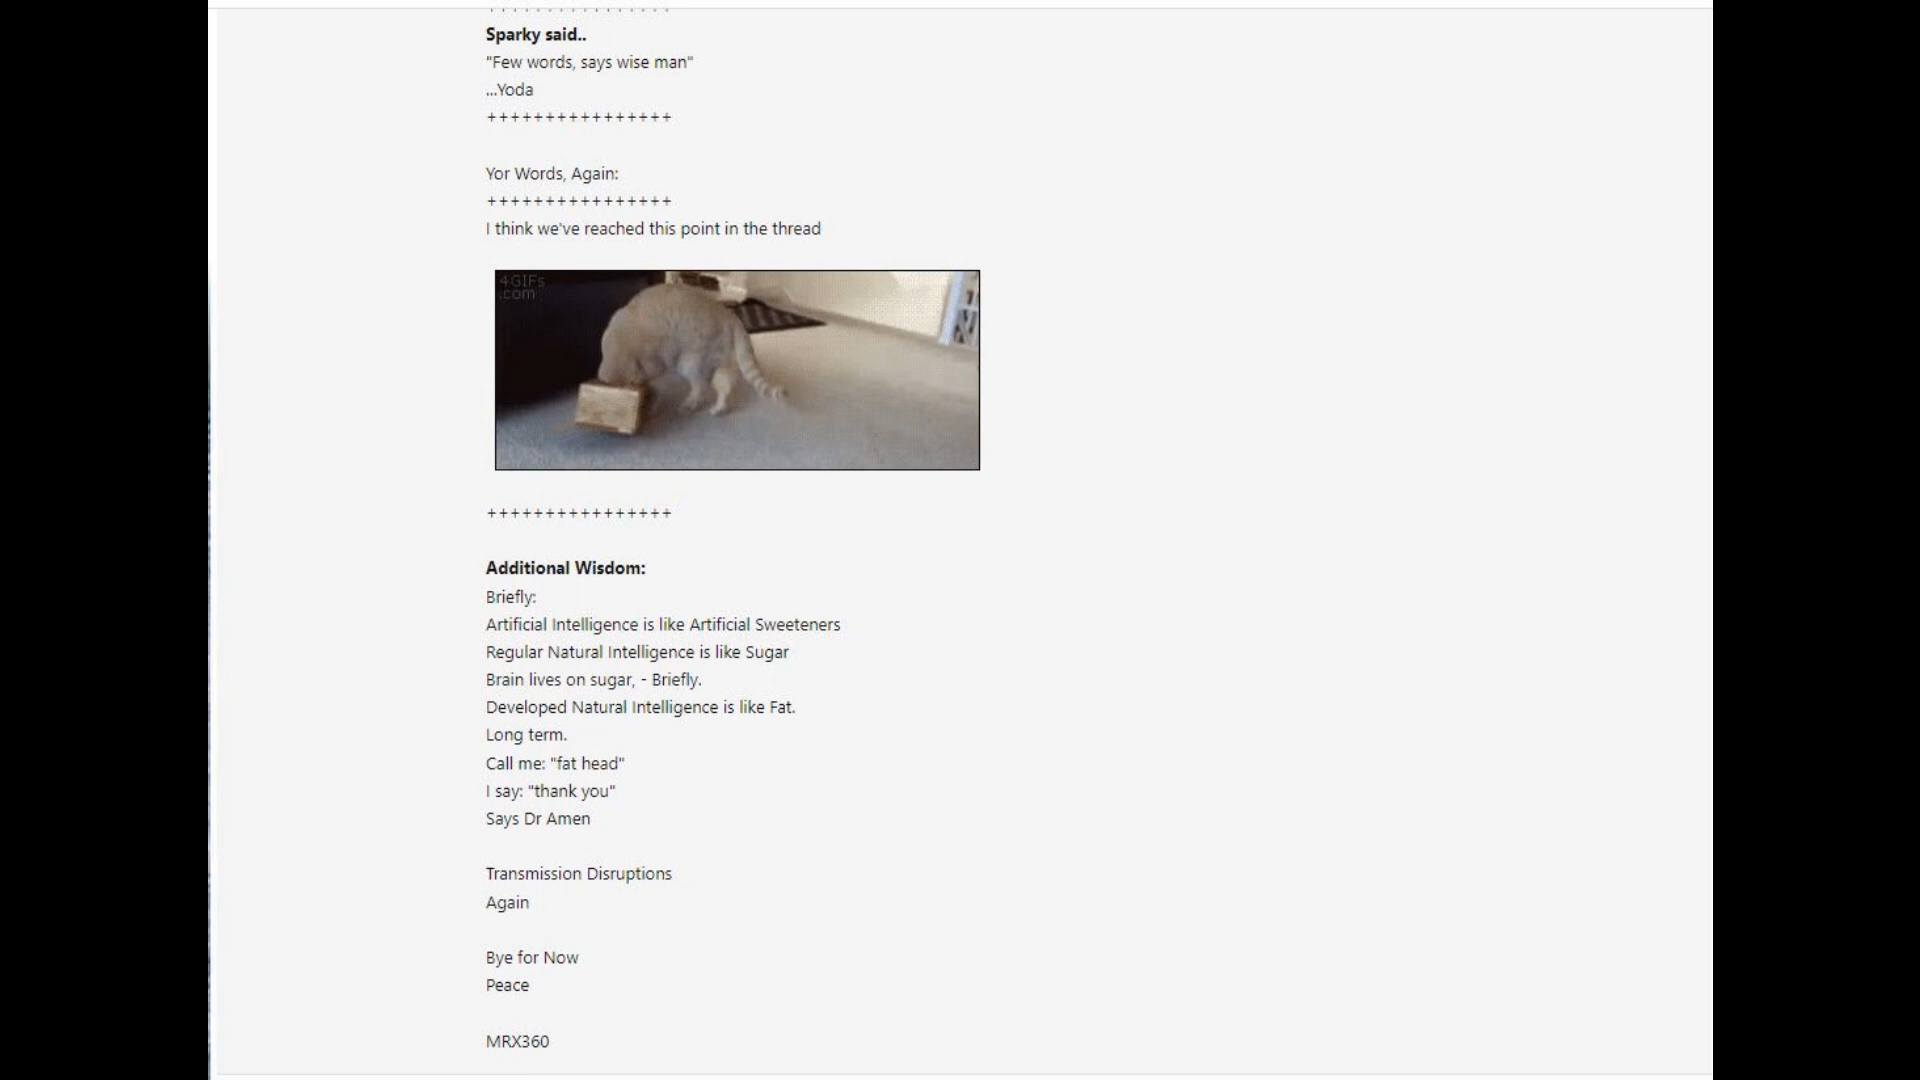 ++++++++++++++++
Sparky said..
"Few words, says wise man"
...Yoda
++++++++++++++++
Yor Words, Again:
++++++++++++++++
I think we've reached this point in the thread
4GIFs
.com
++++++++++++++++
Additional Wisdom:
Briefly:
Artificial Intelligence is like Artificial Sweeteners
Regular Natural Intelligence is like Sugar
Brain lives on sugar, - Briefly.
Developed Natural Intelligence is like Fat.
Long term.
Call me: "fat head"
I say: "thank you"
Says Dr Amen
Transmission Disruptions
Again
Bye for Now
Peace
MRX360